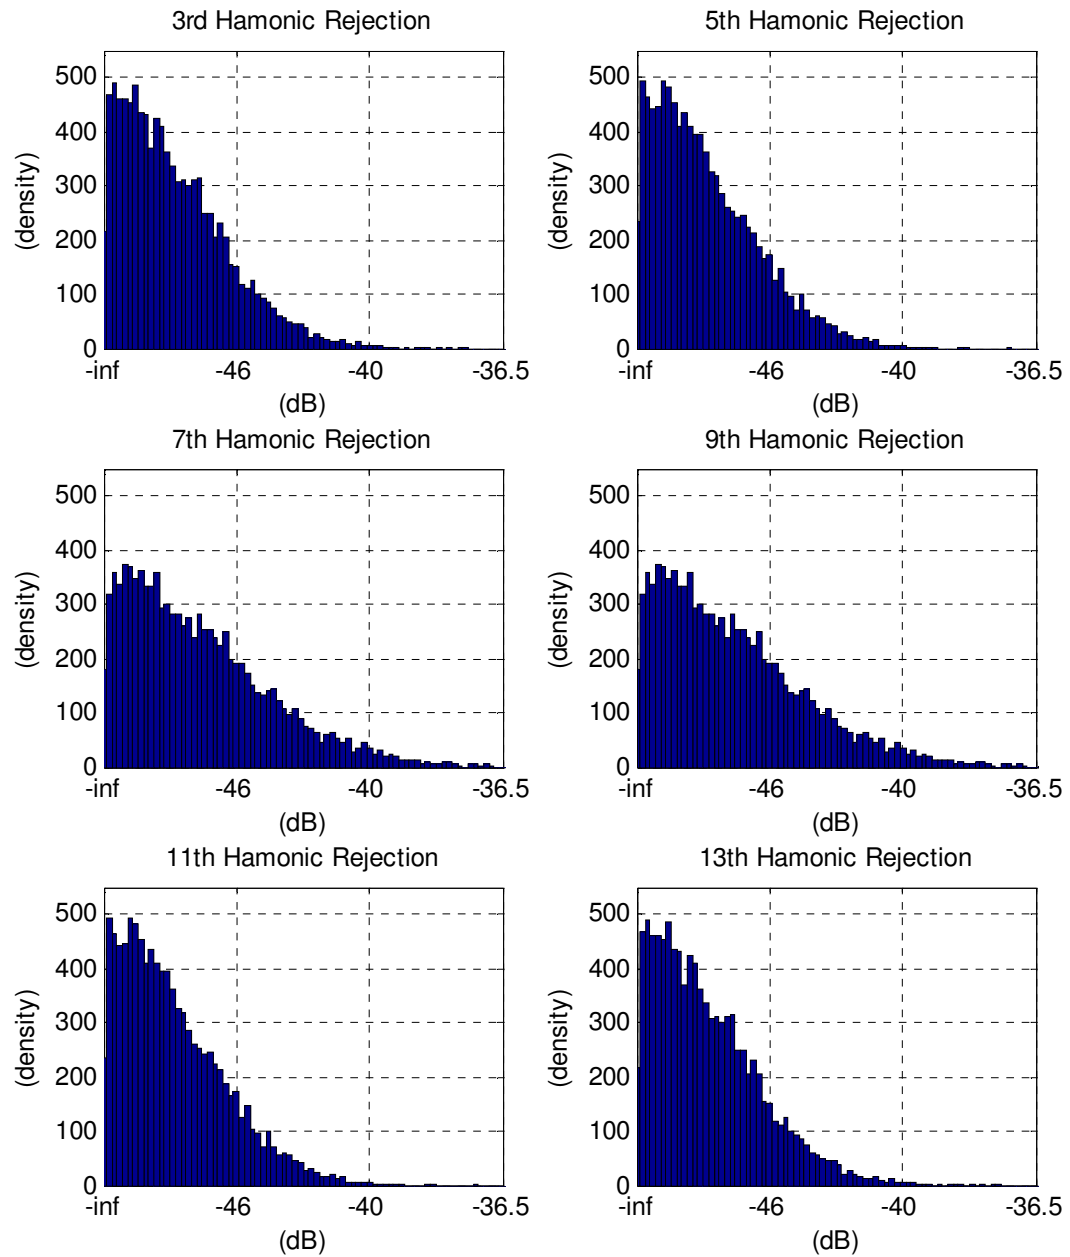 3rd Hamonic Rejection
500
400
300
200
100
0
(density)
-inf
-46
-40
-36.5
(dB)
5th Hamonic Rejection
500
400
300
200
100
0
(density)
-inf
-46
-40
-36.5
(dB)
7th Hamonic Rejection
500
400
300
200
100
0
(density)
-inf
-46
-40
-36.5
(dB)
9th Hamonic Rejection
500
400
300
200
100
0
(density)
-inf
-46
-40
-36.5
(dB)
11th Hamonic Rejection
500
400
300
200
100
0
(density)
-inf
-46
-40
-36.5
(dB)
13th Hamonic Rejection
500
400
300
200
100
0
(density)
-inf
-46
-40
-36.5
(dB)